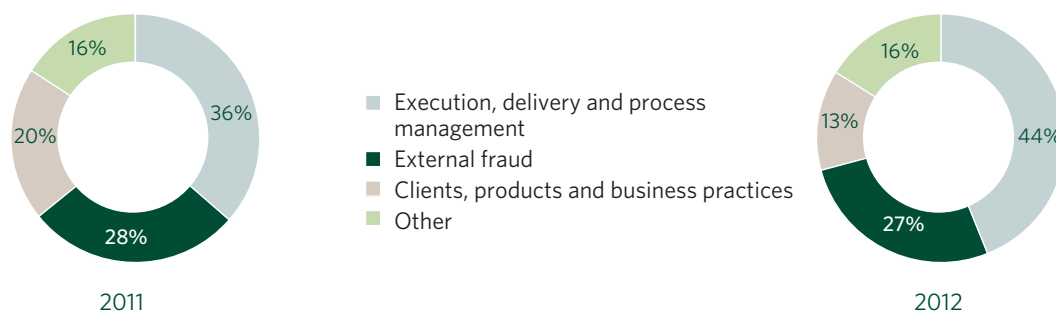 16%
36%
20%
28%
2011
Execution, delivery and process
management
External fraud
Clients, products and business practices
Other
16%
13%
44%
27%
2012